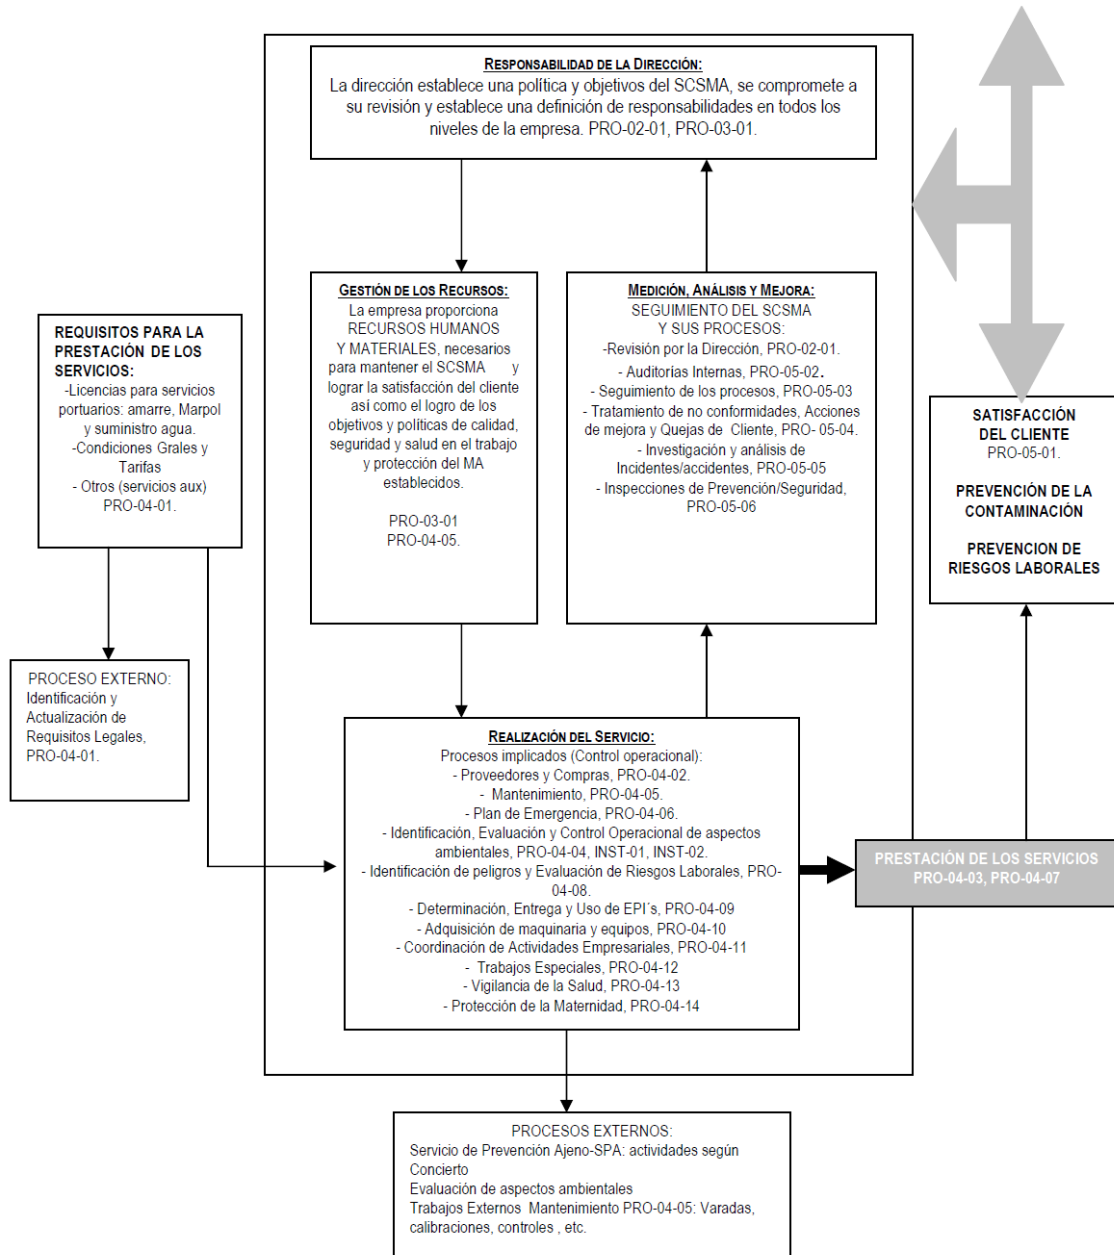 RESPONSABILIDAD DE LA DIRECCIÓN:
La dirección establece una política y objetivos del SCSMA, se compromete a
su revisión y establece una definición de responsabilidades en todos los
niveles de la empresa. PRO-02-01, PRO-03-01.
GESTIÓN DE LOS RECURSOS:
La empresa proporciona
RECURSOS HUMANOS
Y MATERIALES, necesarios
para mantener el SCSMA y
lograr la satisfacción del cliente
así como el logro de los
objetivos y políticas de calidad,
seguridad y salud en el trabajo
y protección del MA
establecidos.
PRO-03-01
PRO-04-05.
MEDICIÓN, ANÁLISIS Y MEJORA:
SEGUIMIENTO DEL SCSMA
Y SUS PROCESOS:
-Revisión por la Dirección, PRO-02-01.
- Auditorías Internas, PRO-05-02.
- Seguimiento de los procesos, PRO-05-03
- Tratamiento de no conformidades, Acciones
de mejora y Quejas de Cliente, PRO- 05-04.
- Investigación y análisis de
Incidentes/accidentes, PRO-05-05
- Inspecciones de Prevención/Seguridad,
PRO-05-06
REQUISITOS PARA LA
PRESTACIÓN DE LOS
SERVICIOS:
-Licencias para servicios
portuarios: amarre, Marpol
y suministro agua.
-Condiciones Grales y
Tarifas
- Otros (servicios aux)
PRO-04-01.
SATISFACCIÓN
DEL CLIENTE
PRO-05-01.
PREVENCIÓN DE LA
CONTAMINACIÓN
PREVENCION DE
RIESGOS LABORALES
PROCESO EXTERNO:
Identificación y
Actualización de
Requisitos Legales,
PRO-04-01.
REALIZACIÓN DEL SERVICIO:
Procesos implicados (Control operacional):
- Proveedores y Compras, PRO-04-02.
- Mantenimiento, PRO-04-05.
- Plan de Emergencia, PRO-04-06.
- Identificación, Evaluación y Control Operacional de aspectos
ambientales, PRO-04-04, INST-01, INST-02.
- Identificación de peligros y Evaluación de Riesgos Laborales, PRO-
04-08.
- Determinación, Entrega y Uso de EPI´s, PRO-04-09
- Adquisición de maquinaria y equipos, PRO-04-10
- Coordinación de Actividades Empresariales, PRO-04-11
- Trabajos Especiales, PRO-04-12
- Vigilancia de la Salud, PRO-04-13
- Protección de la Maternidad, PRO-04-14
PRESTACIÓN DE LOS SERVICIOS
PRO-04-03, PRO-04-07
PROCESOS EXTERNOS:
Servicio de Prevención Ajeno-SPA: actividades según
Concierto
Evaluación de aspectos ambientales
Trabajos Externos Mantenimiento PRO-04-05: Varadas,
calibraciones, controles , etc.